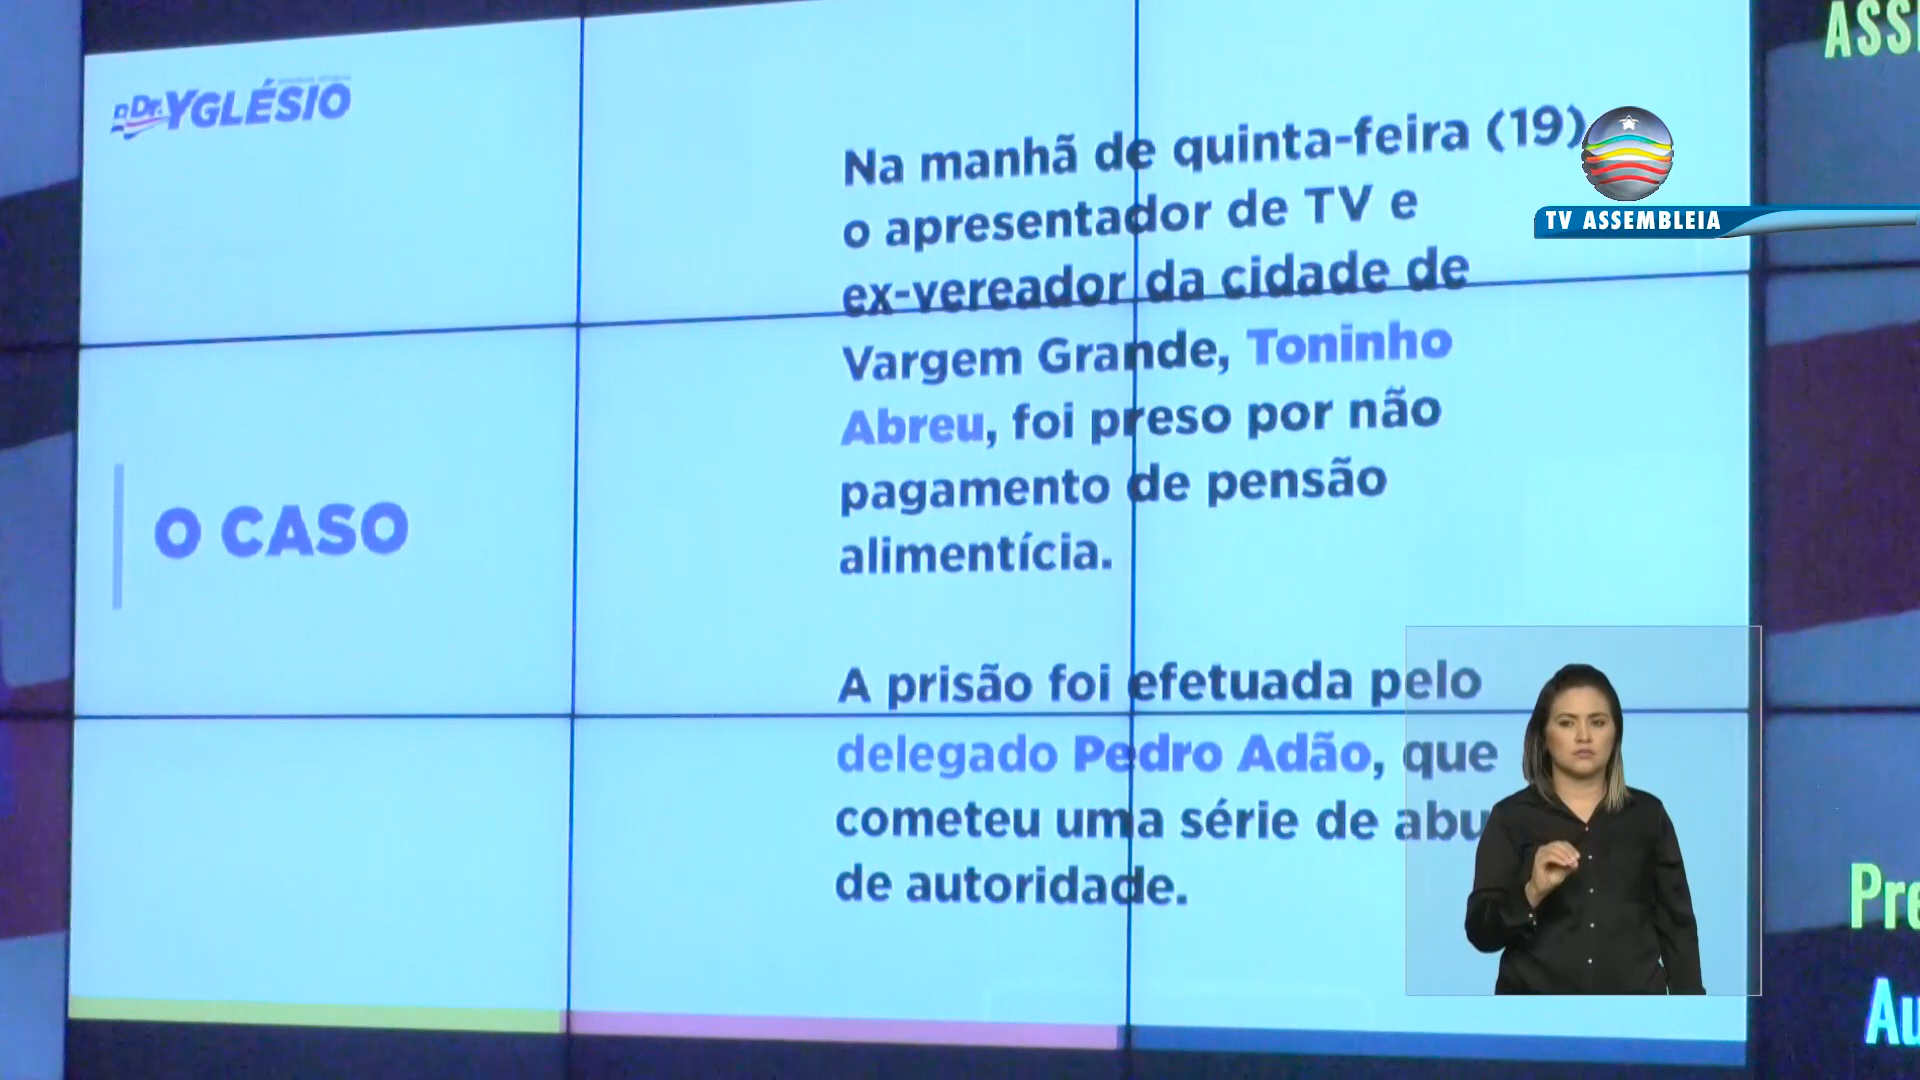 Dr. YGLÉSIO
Na manhã de quinta-feira (19)
o apresentador de TV e
ex-vereador da cidade de
Vargem Grande, Toninho
Abreu, foi preso por não
pagamento de pensão
alimentícia.
O CASO
A prisão foi efetuada pelo
delegado Pedro Adão, que
cometeu uma série de abu
de autoridade.
TV ASSEMBLEIA
ASS
Pre
Au